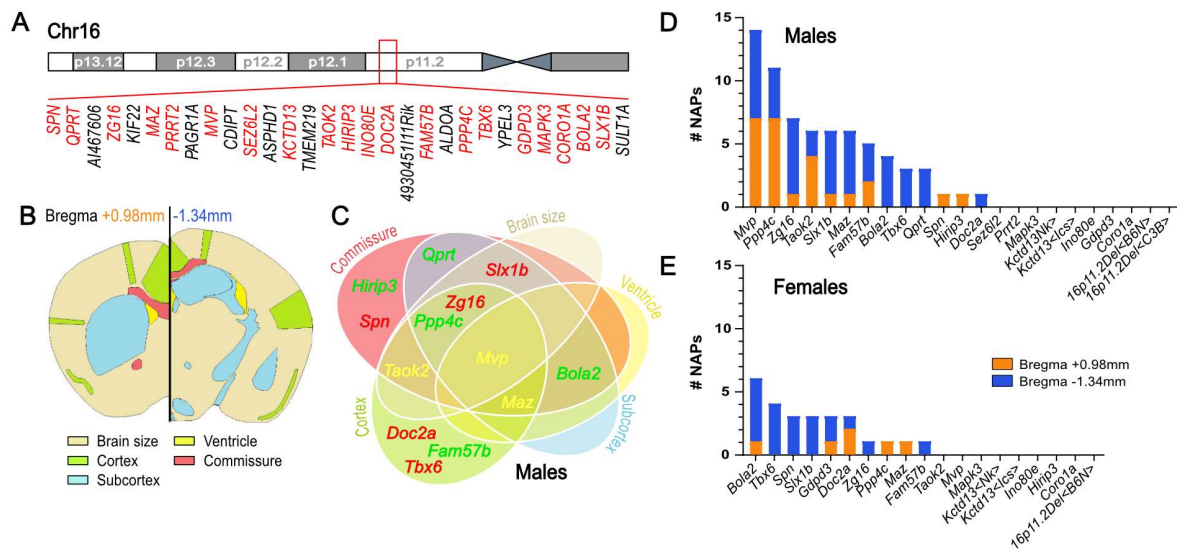 A
Chr16
p13.12
p12.3
p12.2
p12.1
p11.2
SPN
QPRT
AI467606
ZG16
KIF22
MAZ
PRRT2
PAGR1A
MVP
CDIPT
SEZ6L2
ASPHD1
KCTD13
TMEM219
TAOK2
HIRIP3
INO80E
DOC2A
4930451I11Rik
FAM57B
ALDOA
PPP4C
TBX6
YPEL3
GDPD3
MAPK3
CORO1A
BOLA2
SLX1B
SULT1A
B
Bregma +0.98mm -1.34mm
Brain size
Cortex
Subcortex
Ventricle
Commissure
C
Commissure
Brain size
Ventricle
Subcortex
Cortex
Qprt
Hirip3
Slx1b
Spn
Zg16
Ppp4c
Taok2
Mvp
Bola2
Maz
Doc2a
Fam57b
Tbx6
Males
D
Males
# NAPs
15
10
5
0
Mvp
Ppp4c
Zg16
Taok2
Slx1b
Maz
Fam57b
Bola2
Tbx6
Qprt
Spn
Hirip3
Doc2a
Sez6l2
Prrt2
Mapk3
Kctd13<Nk>
Kctd13<Ics>
Ino80e
Gdpd3
Coro1a
16p11.2Del<B6N>
16p11.2Del<C3B>
E
Females
# NAPs
15
10
5
0
Bregma +0.98mm
Bregma -1.34mm
Bola2
Tbx6
Spn
Slx1b
Gdpd3
Doc2a
Zg16
Ppp4c
Maz
Fam57b
Taok2
Mvp
Mapk3
Kctd13<Nk>
Kctd13<Ics>
Ino80e
Hirip3
Coro1a
16p11.2Del<B6N>